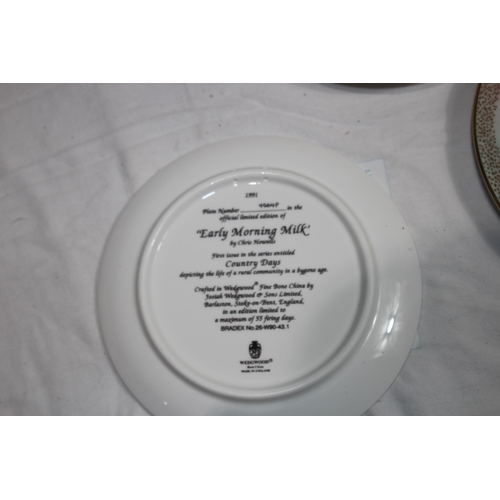 1991
Plate Number in the
official limited edition of
'Early Morning Milk'
by Chris Howells
First issue in the series entitled
Country Days
depicting the life of a rural community in a bygone age.
Crafted in Wedgwood® Fine Bone China by
Josiah Wedgwood & Sons Limited,
Barlaston, Stoke-on-Trent, England,
in an edition limited to
a maximum of 55 firing days.
BRADEX No.26-W90-43.1
WEDGWOOD®
Bone China
MADE IN ENGLAND